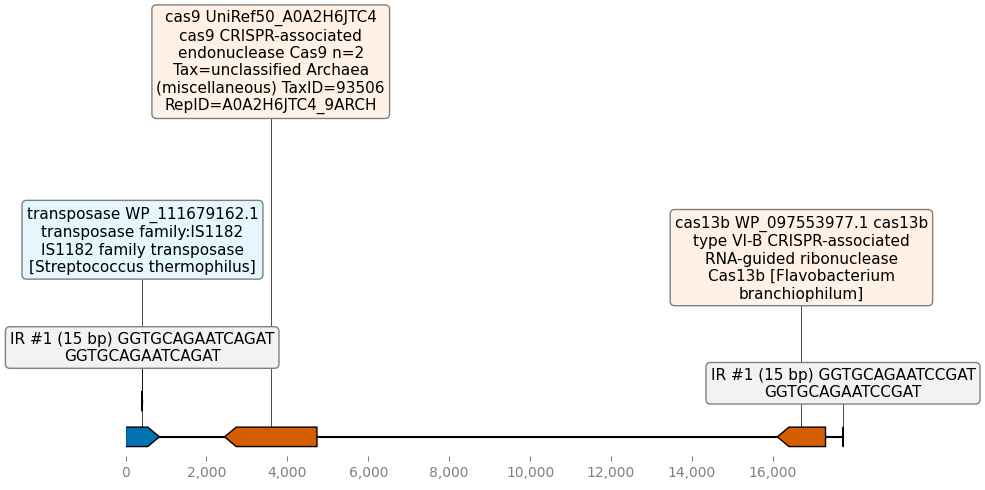 cas9 UniRef50_A0A2H6JTC4
cas9 CRISPR-associated
endonuclease Cas9 n=2
Tax=unclassified Archaea
(miscellaneous) TaxID=93506
RepID=A0A2H6JTC4_9ARCH
transposase WP_111679162.1
transposase family:IS1182
IS1182 family transposase
[Streptococcus thermophilus]
cas13b WP_097553977.1 cas13b
type VI-B CRISPR-associated
RNA-guided ribonuclease
Cas13b [Flavobacterium
branchiophilum]
IR #1 (15 bp) GGTGCAGAATCAGAT
GGTGCAGAATCAGAT
IR #1 (15 bp) GGTGCAGAATCCGAT
GGTGCAGAATCCGAT
0 2,000 4,000 6,000 8,000 10,000 12,000 14,000 16,000